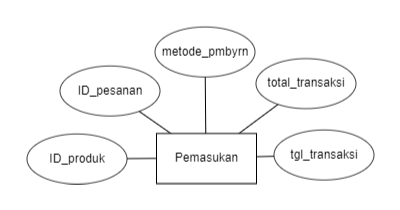 metode_pmbyrn
ID_pesanan
total_transaksi
ID_produk
Pemasukan
tgl_transaksi